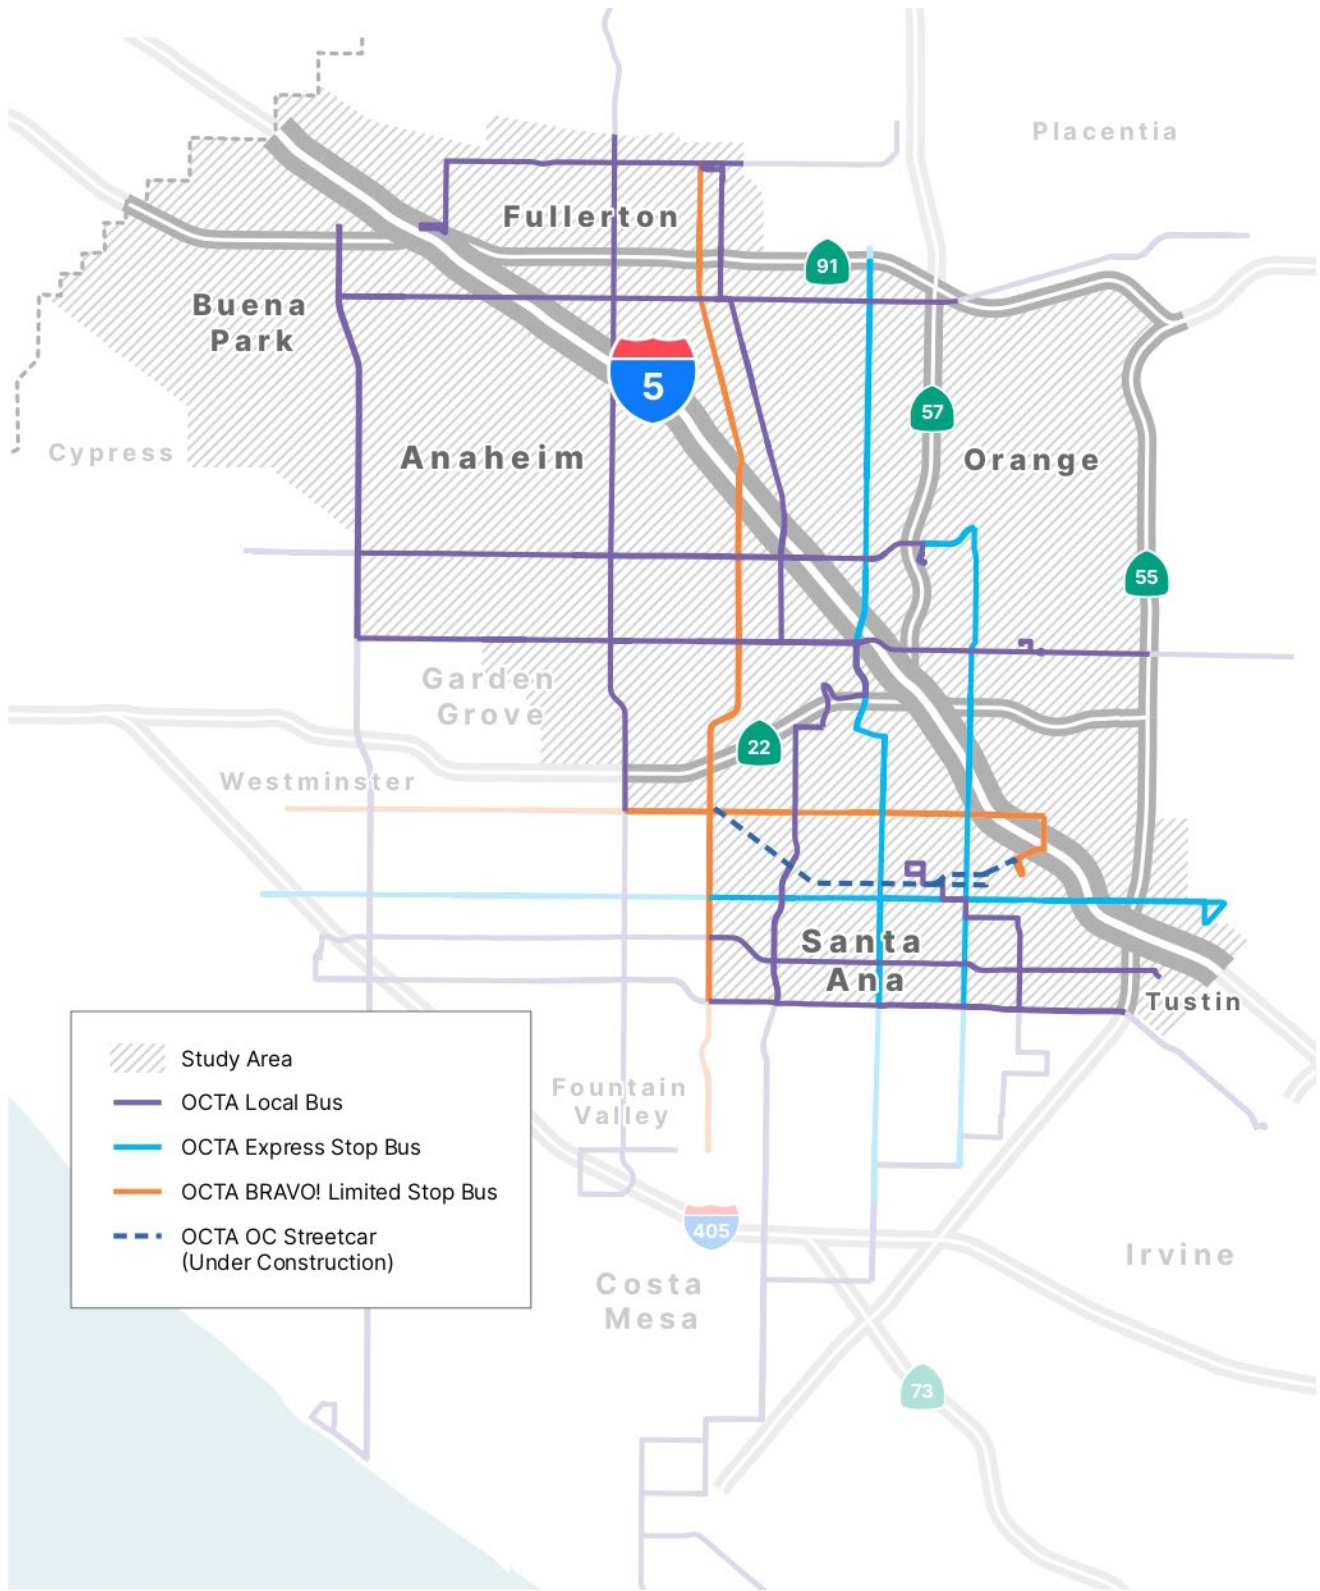 Placentia
Fullerton
91
Buena
Park
5
57
Cypress
Anaheim
Orange
55
Garden
Grove
22
Westminster
Santa
Ana
Tustin
Study Area
OCTA Local Bus
OCTA Express Stop Bus
OCTA BRAVO! Limited Stop Bus
OCTA OC Streetcar
(Under Construction)
Fountain
Valley
405
Irvine
Costa
Mesa
73